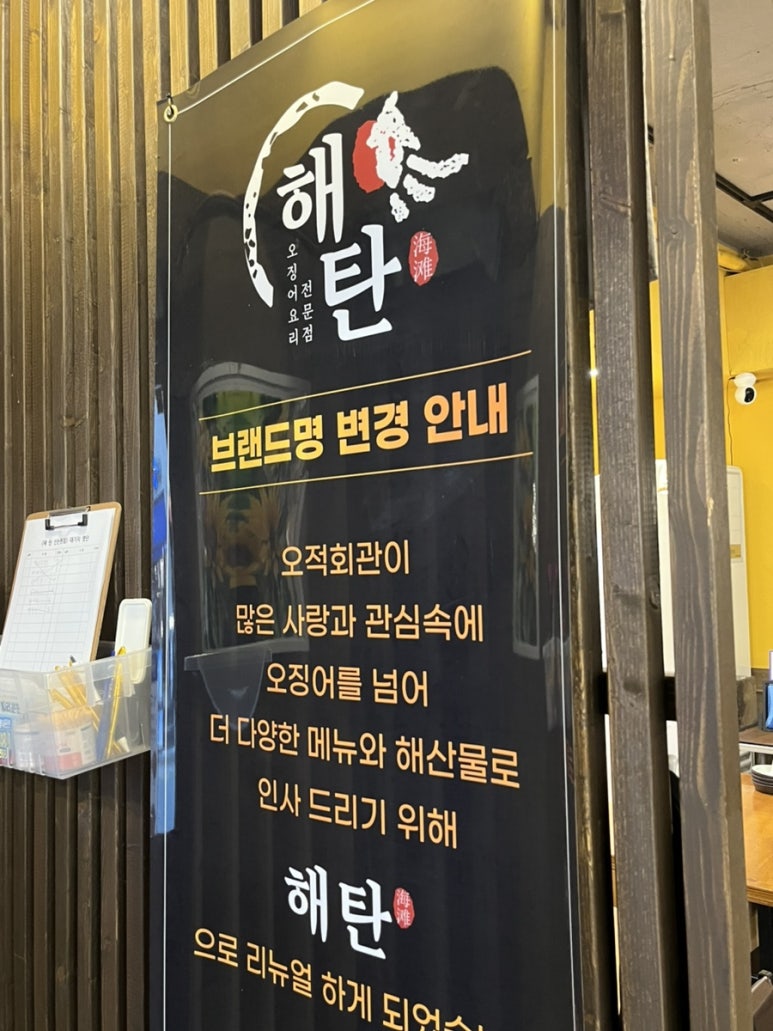 해탄
海滩
오징어요리
전문점
브랜드명 변경 안내
오적회관이
많은 사랑과 관심속에
오징어를 넘어
더 다양한 메뉴와 해산물로
인사 드리기 위해
해탄
海滩
으로 리뉴얼 하게 되었습